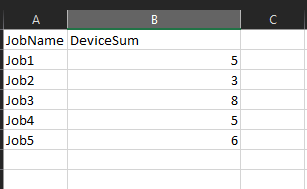 A B C
JobName DeviceSum
Job1 5
Job2 3
Job3 8
Job4 5
Job5 6